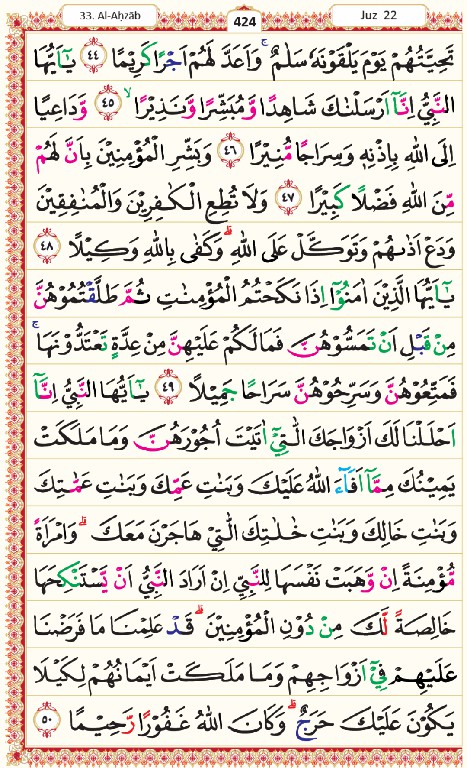 33. Al-Aḥzāb
424
Juz 22
تَحِيَّتُهُمْ يَوْمَ يَلْقَوْنَهٗ سَلٰمٌ ۚ وَاَعَدَّ لَهُمْ اَجْرًا كَرِيْمًا ﴿٤٤﴾ يٰٓاَيُّهَا
النَّبِيُّ اِنَّآ اَرْسَلْنٰكَ شَاهِدًا وَّمُبَشِّرًا وَّنَذِيْرًا ۙ ﴿٤٥﴾ وَّدَاعِيًا
اِلَى اللّٰهِ بِاِذْنِهٖ وَسِرَاجًا مُّنِيْرًا ﴿٤٦﴾ وَبَشِّرِ الْمُؤْمِنِيْنَ بِاَنَّ لَهُمْ
مِّنَ اللّٰهِ فَضْلًا كَبِيْرًا ﴿٤٧﴾ وَلَا تُطِعِ الْكٰفِرِيْنَ وَالْمُنٰفِقِيْنَ
وَدَعْ اَذٰىهُمْ وَتَوَكَّلْ عَلَى اللّٰهِ ۗ وَكَفٰى بِاللّٰهِ وَكِيْلًا ﴿٤٨﴾
يٰٓاَيُّهَا الَّذِيْنَ اٰمَنُوْٓا اِذَا نَكَحْتُمُ الْمُؤْمِنٰتِ ثُمَّ طَلَّقْتُمُوْهُنَّ
مِنْ قَبْلِ اَنْ تَمَسُّوْهُنَّ فَمَا لَكُمْ عَلَيْهِنَّ مِنْ عِدَّةٍ تَعْتَدُّوْنَهَا ۚ
فَمَتِّعُوْهُنَّ وَسَرِّحُوْهُنَّ سَرَاحًا جَمِيْلًا ﴿٤٩﴾ يٰٓاَيُّهَا النَّبِيُّ اِنَّآ
اَحْلَلْنَا لَكَ اَزْوَاجَكَ الّٰتِيْٓ اٰتَيْتَ اُجُوْرَهُنَّ وَمَا مَلَكَتْ
يَمِيْنُكَ مِمَّآ اَفَاۤءَ اللّٰهُ عَلَيْكَ وَبَنٰتِ عَمِّكَ وَبَنٰتِ عَمّٰتِكَ
وَبَنٰتِ خَالِكَ وَبَنٰتِ خٰلٰتِكَ الّٰتِيْ هَاجَرْنَ مَعَكَ ۗ وَامْرَاَةً
مُّؤْمِنَةً اِنْ وَّهَبَتْ نَفْسَهَا لِلنَّبِيِّ اِنْ اَرَادَ النَّبِيُّ اَنْ يَّسْتَنْكِحَهَا
خَالِصَةً لَّكَ مِنْ دُوْنِ الْمُؤْمِنِيْنَ ۗ قَدْ عَلِمْنَا مَا فَرَضْنَا
عَلَيْهِمْ فِيْٓ اَزْوَاجِهِمْ وَمَا مَلَكَتْ اَيْمَانُهُمْ لِكَيْلَا
يَكُوْنَ عَلَيْكَ حَرَجٌ ۗ وَكَانَ اللّٰهُ غَفُوْرًا رَّحِيْمًا ﴿٥٠﴾